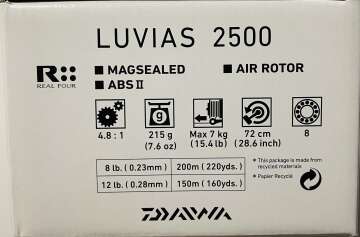 LUVIAS 2500
R
REAL FOUR
■ MAGSEALED
■ AIR ROTOR
■ ABS II
g
4.8 : 1
215 g
(7.6 oz)
Max 7 kg
(15.4 lb)
72 cm
(28.6 inch)
8
8 lb. (0.23mm) 200m (220yds.)
12 lb. (0.28mm) 150m (160yds.)
* This package is made from
recycled materials
* Papier Recyclé
DAIWA